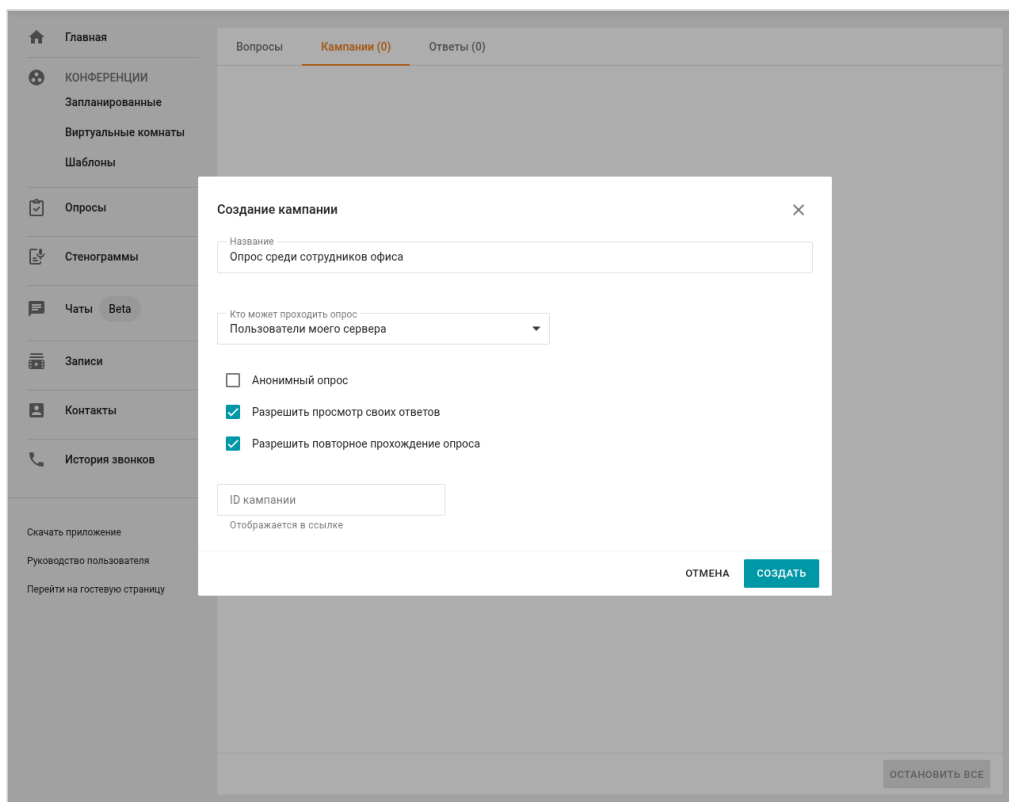 Главная
КОНФЕРЕНЦИИ
Запланированные
Виртуальные комнаты
Шаблоны
Опросы
Стенограммы
Чаты Beta
Записи
Контакты
История звонков
Скачать приложение
Руководство пользователя
Перейти на гостевую страницу
Вопросы Кампании (0) Ответы (0)
Создание кампании
Название
Опрос среди сотрудников офиса
Кто может проходить опрос
Пользователи моего сервера
Анонимный опрос
Разрешить просмотр своих ответов
Разрешить повторное прохождение опроса
ID кампании
Отображается в ссылке
ОТМЕНА СОЗДАТЬ
ОСТАНОВИТЬ ВСЕ